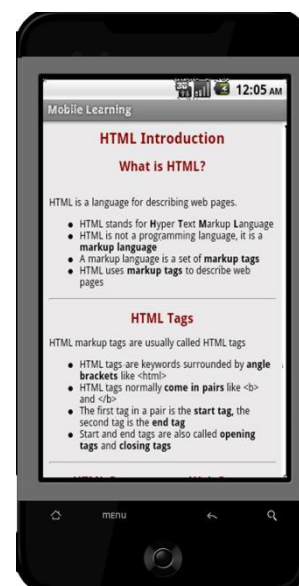 12:05 AM
Mobile Learning
HTML Introduction
What is HTML?
HTML is a language for describing web pages.
● HTML stands for Hyper Text Markup Language
● HTML is not a programming language, it is a
markup language
● A markup language is a set of markup tags
● HTML uses markup tags to describe web
pages
HTML Tags
HTML markup tags are usually called HTML tags
● HTML tags are keywords surrounded by angle
brackets like <html>
● HTML tags normally come in pairs like <b>
and </b>
● The first tag in a pair is the start tag, the
second tag is the end tag
● Start and end tags are also called opening
tags and closing tags
menu